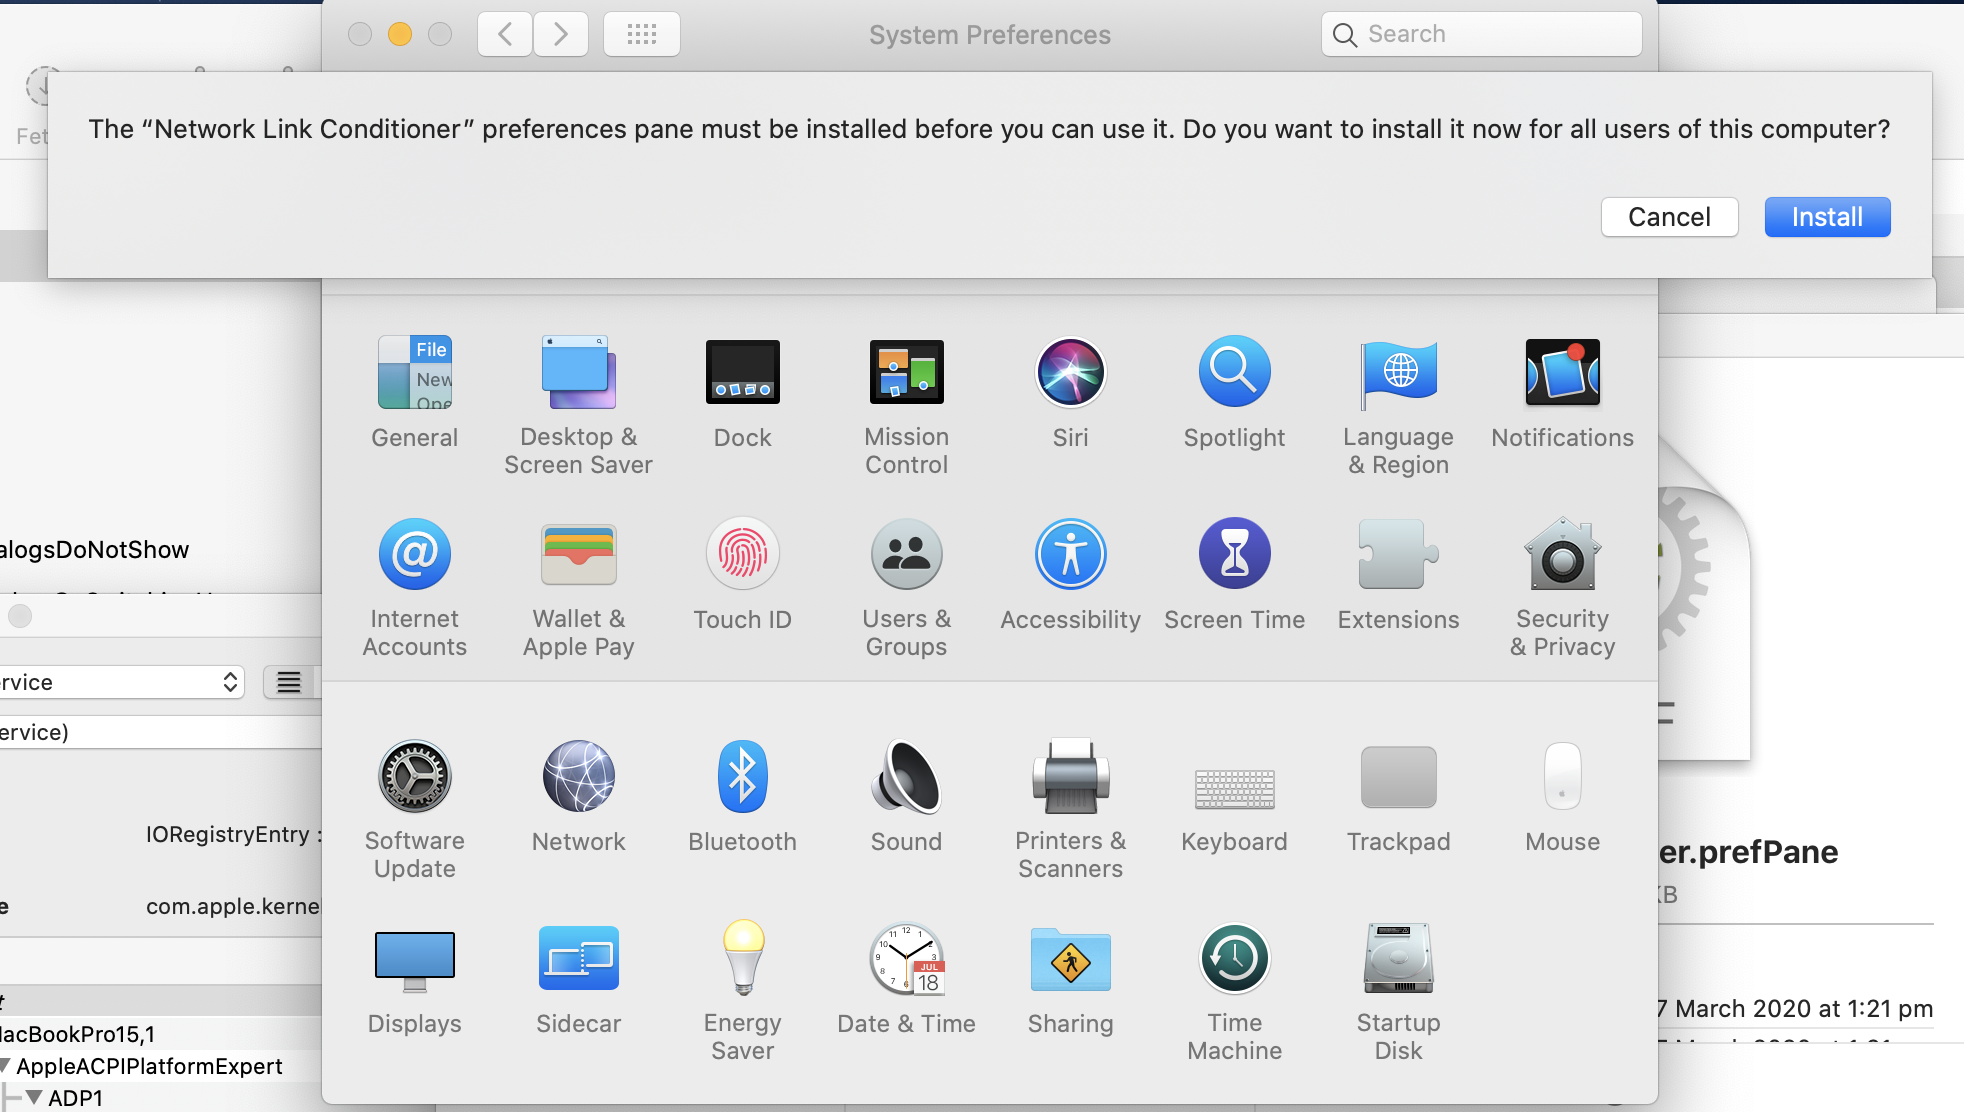 System Preferences
Search
Fet
The “Network Link Conditioner” preferences pane must be installed before you can use it. Do you want to install it now for all users of this computer?
Cancel
Install
File
New
Ope
General
Desktop &
Screen Saver
Dock
Mission
Control
Siri
Spotlight
Language
& Region
Notifications
alogsDoNotShow
Internet
Accounts
Wallet &
Apple Pay
Touch ID
Users &
Groups
Accessibility
Screen Time
Extensions
Security
& Privacy
rvice
ervice)
IORegistryEntry :
com.apple.kerne
Software
Update
Network
Bluetooth
Sound
Printers &
Scanners
Keyboard
Trackpad
Mouse
er.prefPane
KB
Displays
Sidecar
Energy
Saver
JUL
18
Date & Time
Sharing
Time
Machine
Startup
Disk
7 March 2020 at 1:21 pm
lacBookPro15,1
AppleACPIPlatformExpert
ADP1